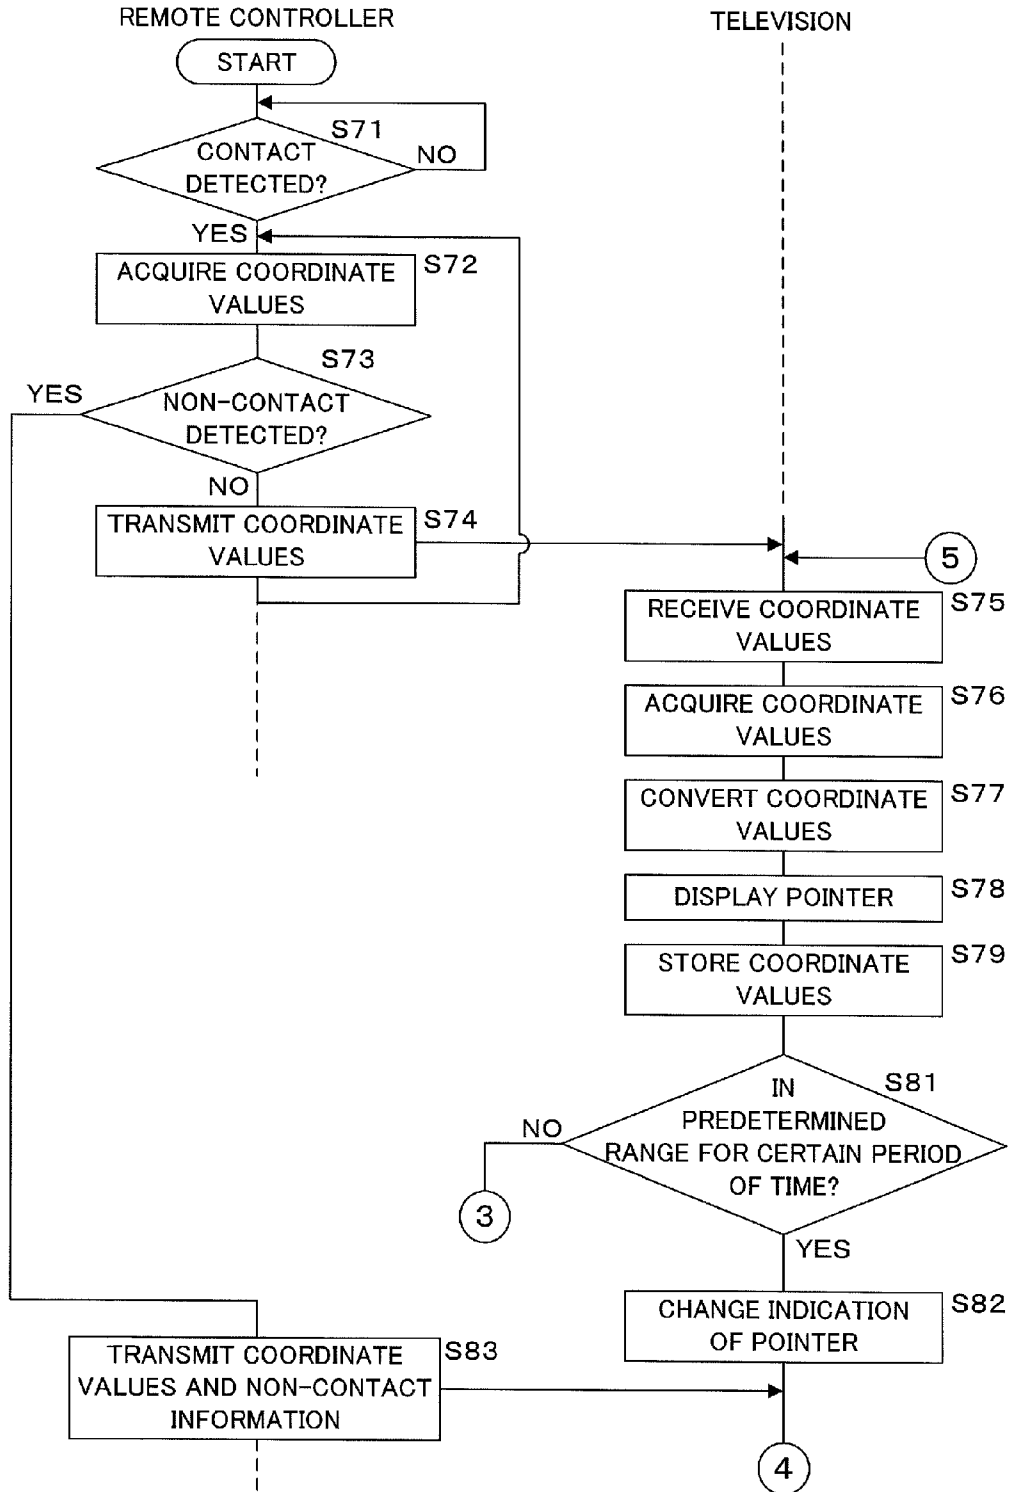 REMOTE CONTROLLER
TELEVISION
START
S71
CONTACT
DETECTED?
NO
YES
S72
ACQUIRE COORDINATE
VALUES
S73
YES
NON-CONTACT
DETECTED?
NO
S74
TRANSMIT COORDINATE
VALUES
5
S75
RECEIVE COORDINATE
VALUES
S76
ACQUIRE COORDINATE
VALUES
S77
CONVERT COORDINATE
VALUES
S78
DISPLAY POINTER
S79
STORE COORDINATE
VALUES
S81
IN
PREDETERMINED
RANGE FOR CERTAIN PERIOD
OF TIME?
NO
3
YES
S82
CHANGE INDICATION
OF POINTER
S83
TRANSMIT COORDINATE
VALUES AND NON-CONTACT
INFORMATION
4